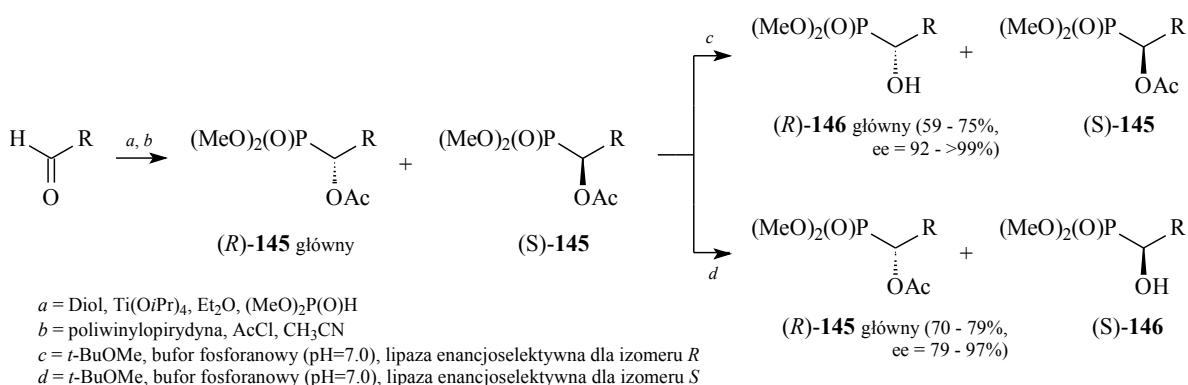 H
R
O
a, b
(MeO)₂(O)P
R
OAc
(R)-145 główny
+
(MeO)₂(O)P
R
OAc
(S)-145
c
(MeO)₂(O)P
R
OH
(R)-146 główny (59 - 75%,
ee = 92 - >99%)
+
(MeO)₂(O)P
R
OAc
(S)-145
d
(MeO)₂(O)P
R
OAc
(R)-145 główny (70 - 79%,
ee = 79 - 97%)
+
(MeO)₂(O)P
R
OH
(S)-146
a = Diol, Ti(OiPr)₄, Et₂O, (MeO)₂P(O)H
b = poliwinylopirydyna, AcCl, CH₃CN
c = t-BuOMe, bufor fosforanowy (pH=7.0), lipaza enancjoselektywna dla izomeru R
d = t-BuOMe, bufor fosforanowy (pH=7.0), lipaza enancjoselektywna dla izomeru S